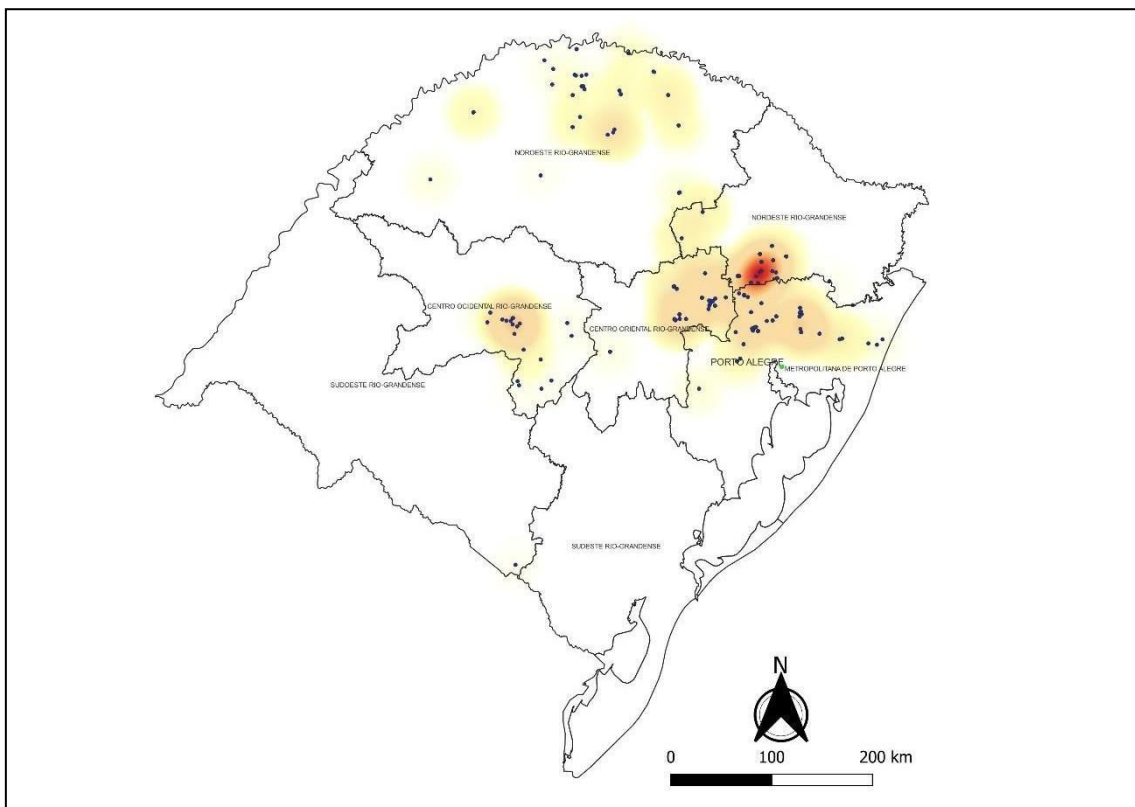 NORDESTE RIO-GRANDENSE
NORDESTE RIO-GRANDENSE
CENTRO OCIDENTAL RIO-GRANDENSE
CENTRO ORIENTAL RIO-GRANDENSE
PORTO ALEGRE
METROPOLITANA DE PORTO ALEGRE
SUDOESTE RIO-GRANDENSE
SUDESTE RIO-GRANDENSE
N
0 100 200 km